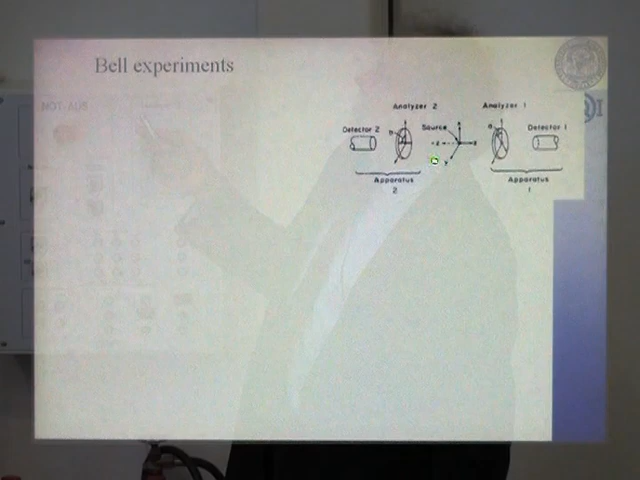 Bell experiments
Analyzer 2
Analyzer 1
Detector 2
Source
Detector 1
Apparatus
2
Apparatus
1